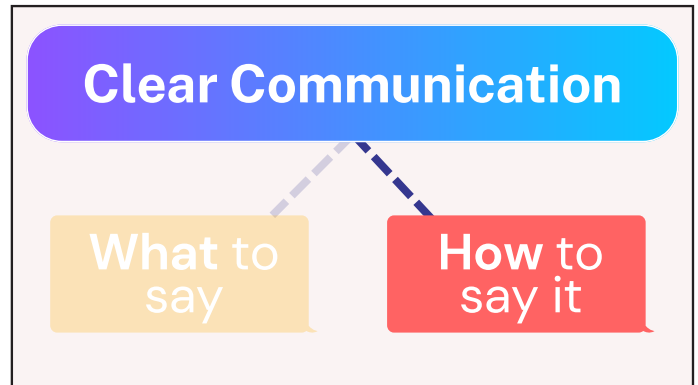 Clear Communication
What to
say
How to
say it